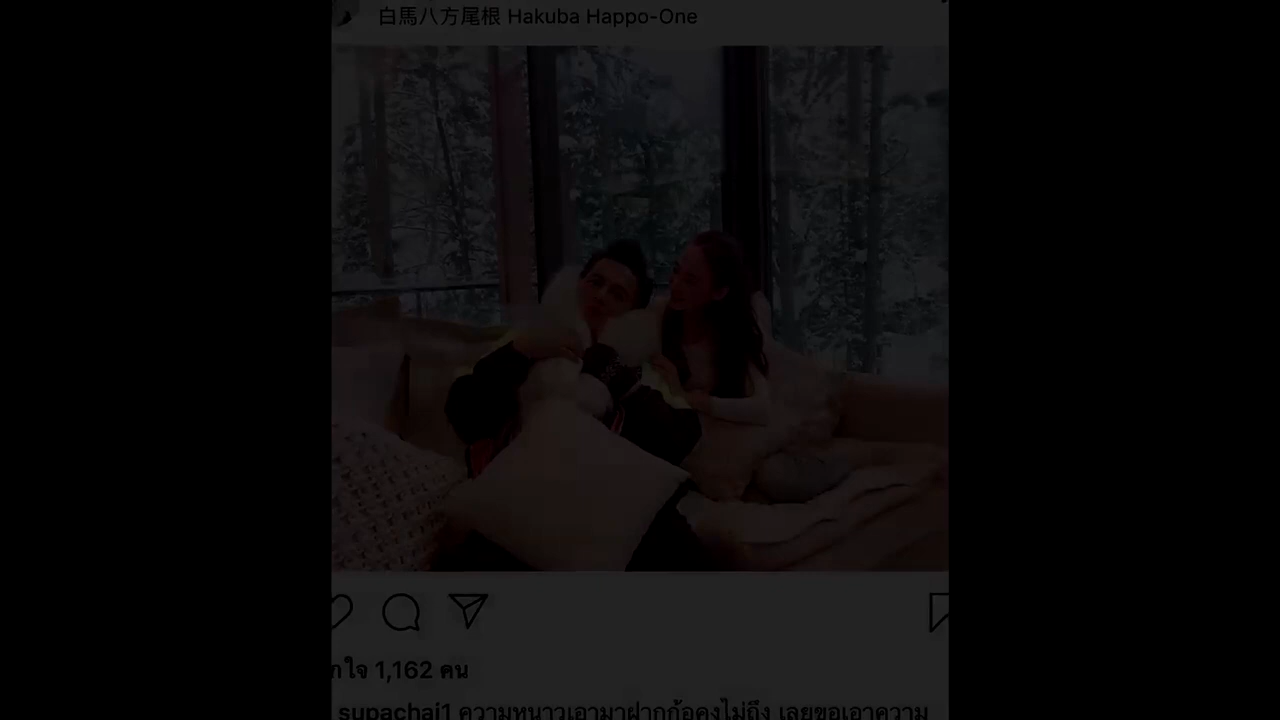 白馬八方尾根 Hakuba Happo-One
ใจ 1,162 คน
supachai1 ความหนาวเอามาฝากก้อคงไม่ถึง เลยขอเอาความ